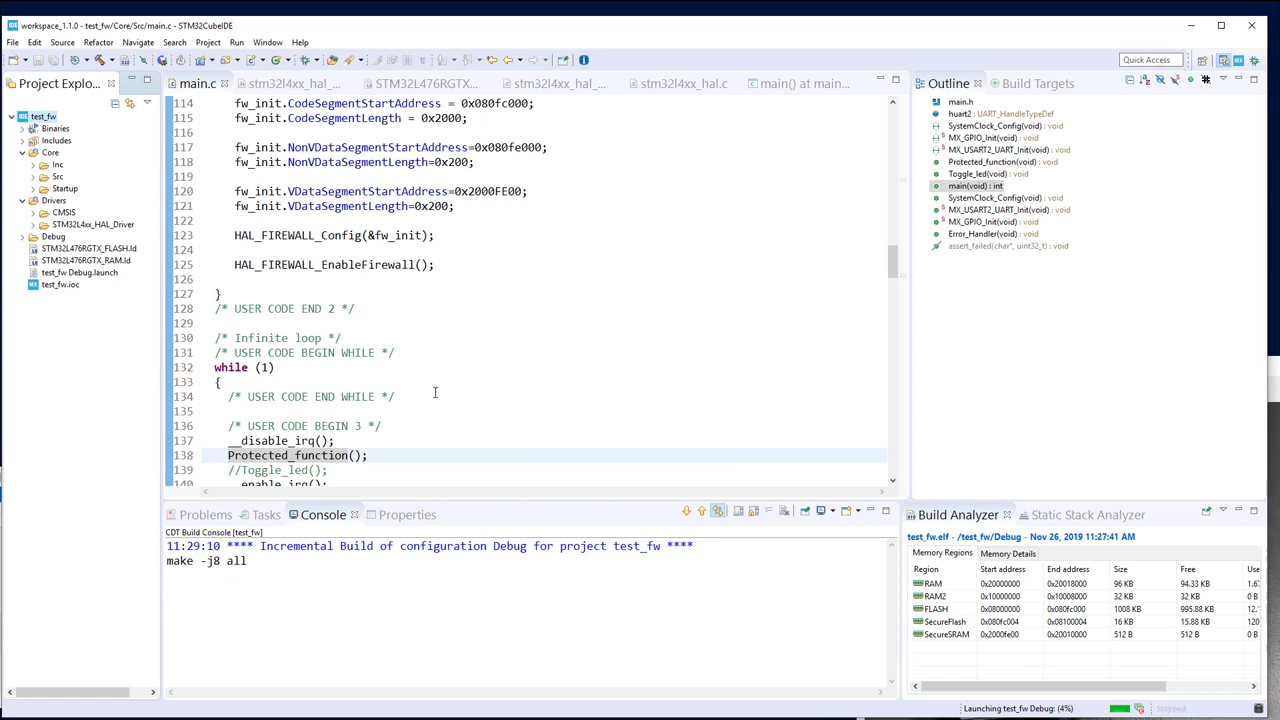 workspace_1.1.0 - test_fw/Core/Src/main.c - STM32CubeIDE
File Edit Source Refactor Navigate Search Project Run Window Help
Quick Access
Project Explo...
test_fw
Binaries
Includes
Core
Inc
Src
Startup
Drivers
CMSIS
STM32L4xx_HAL_Driver
Debug
STM32L476RGTX_FLASH.ld
STM32L476RGTX_RAM.ld
test_fw Debug.launch
test_fw.ioc
main.c stm32l4xx_hal_... STM32L476RGTX... stm32l4xx_hal_... stm32l4xx_hal.c main() at main...
114 fw_init.CodeSegmentStartAddress = 0x080fc000;
115 fw_init.CodeSegmentLength = 0x2000;
116
117 fw_init.NonVDataSegmentStartAddress=0x080fe000;
118 fw_init.NonVDataSegmentLength=0x200;
119
120 fw_init.VDataSegmentStartAddress=0x2000FE00;
121 fw_init.VDataSegmentLength=0x200;
122
123 HAL_FIREWALL_Config(&fw_init);
124
125 HAL_FIREWALL_EnableFirewall();
126
127 }
128 /* USER CODE END 2 */
129
130 /* Infinite loop */
131 /* USER CODE BEGIN WHILE */
132 while (1)
133 {
134 /* USER CODE END WHILE */
135
136 /* USER CODE BEGIN 3 */
137 __disable_irq();
138 Protected_function();
139 //Toggle_led();
140 __enable_irq();
Outline Build Targets
main.h
huart2 : UART_HandleTypeDef
SystemClock_Config(void) : void
MX_GPIO_Init(void) : void
MX_USART2_UART_Init(void) : void
Protected_function(void) : void
Toggle_led(void) : void
main(void) : int
SystemClock_Config(void) : void
MX_USART2_UART_Init(void) : void
MX_GPIO_Init(void) : void
Error_Handler(void) : void
assert_failed(char*, uint32_t) : void
Problems Tasks Console Properties
CDT Build Console [test_fw]
11:29:10 **** Incremental Build of configuration Debug for project test_fw ****
make -j8 all
Build Analyzer Static Stack Analyzer
test_fw.elf - /test_fw/Debug - Nov 26, 2019 11:27:41 AM
Memory Regions Memory Details
Region Start address End address Size Free Use
RAM 0x20000000 0x20018000 96 KB 94.33 KB 1.67
RAM2 0x10000000 0x10008000 32 KB 32 KB 0 B
FLASH 0x08000000 0x080fc000 1008 KB 995.88 KB 12.
SecureFlash 0x080fc004 0x08100004 16 KB 15.88 KB 120
SecureSRAM 0x2000fe00 0x20010000 512 B 512 B 0 B
Launching test_fw Debug: (4%) Stopped